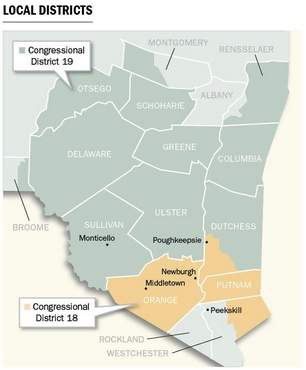 LOCAL DISTRICTS
MONTGOMERY
RENSSELAER
Congressional
District 19
OTSEGO
ALBANY
SCHOHARIE
DELAWARE
GREENE
COLUMBIA
ULSTER
SULLIVAN
DUTCHESS
BROOME
Monticello
Poughkeepsie
Newburgh
Middletown
PUTNAM
ORANGE
Congressional
District 18
Peekskill
ROCKLAND
WESTCHESTER